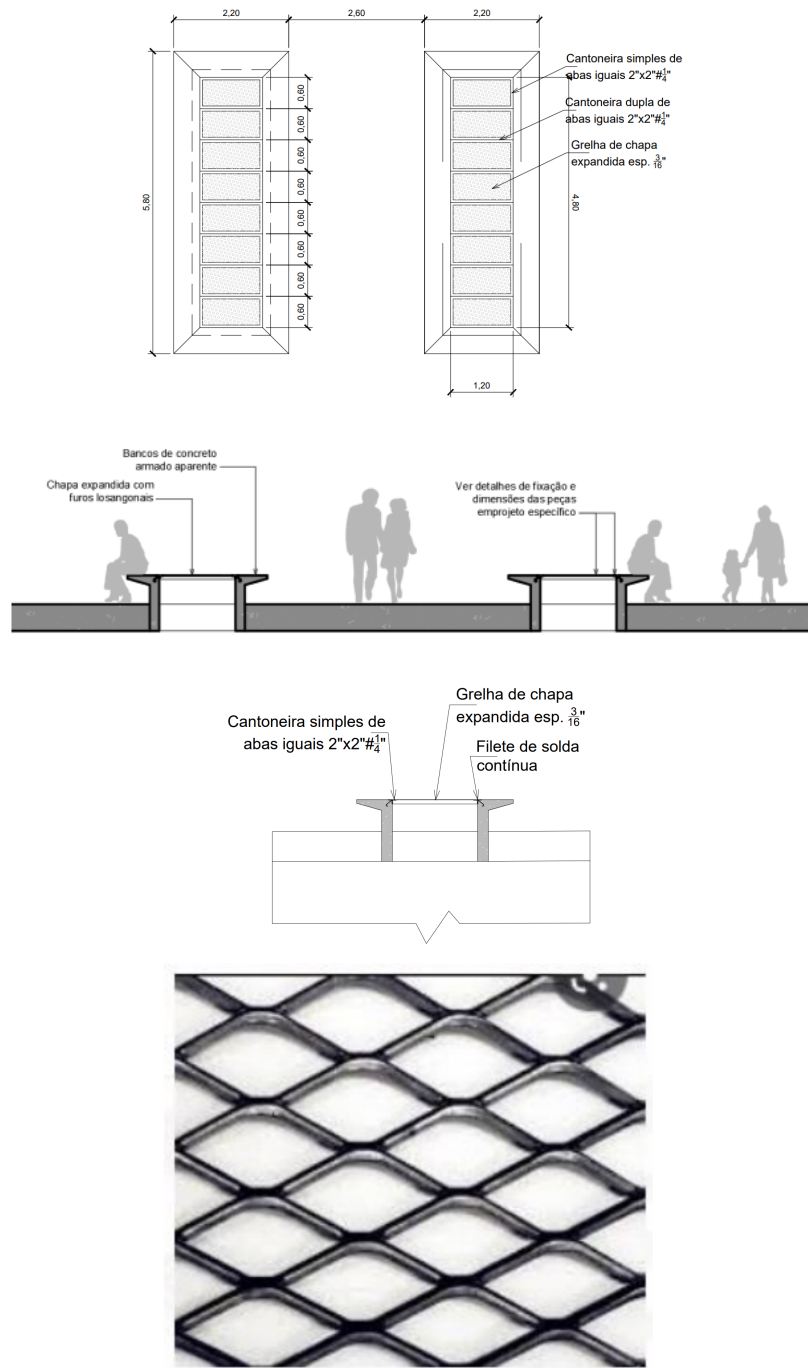 2,20
2,60
2,20
5,80
0,60
0,60
0,60
0,60
0,60
0,60
0,60
0,60
Cantoneira simples de
abas iguais 2"x2"#1/4"
Cantoneira dupla de
abas iguais 2"x2"#1/4"
Grelha de chapa
expandida esp. 3/16"
4,80
1,20
Bancos de concreto
armado aparente
Chapa expandida com
furos losangonais
Ver detalhes de fixação e
dimensões das peças
emprojeto específico
Grelha de chapa
expandida esp. 3/16"
Cantoneira simples de
abas iguais 2"x2"#1/4"
Filete de solda
contínua